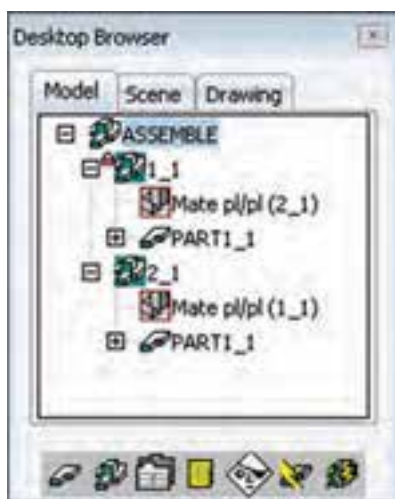 Desktop Browser
Model Scene Drawing
ASSEMBLE
1_1
Mate pl/pl (2_1)
PART1_1
2_1
Mate pl/pl (1_1)
PART1_1